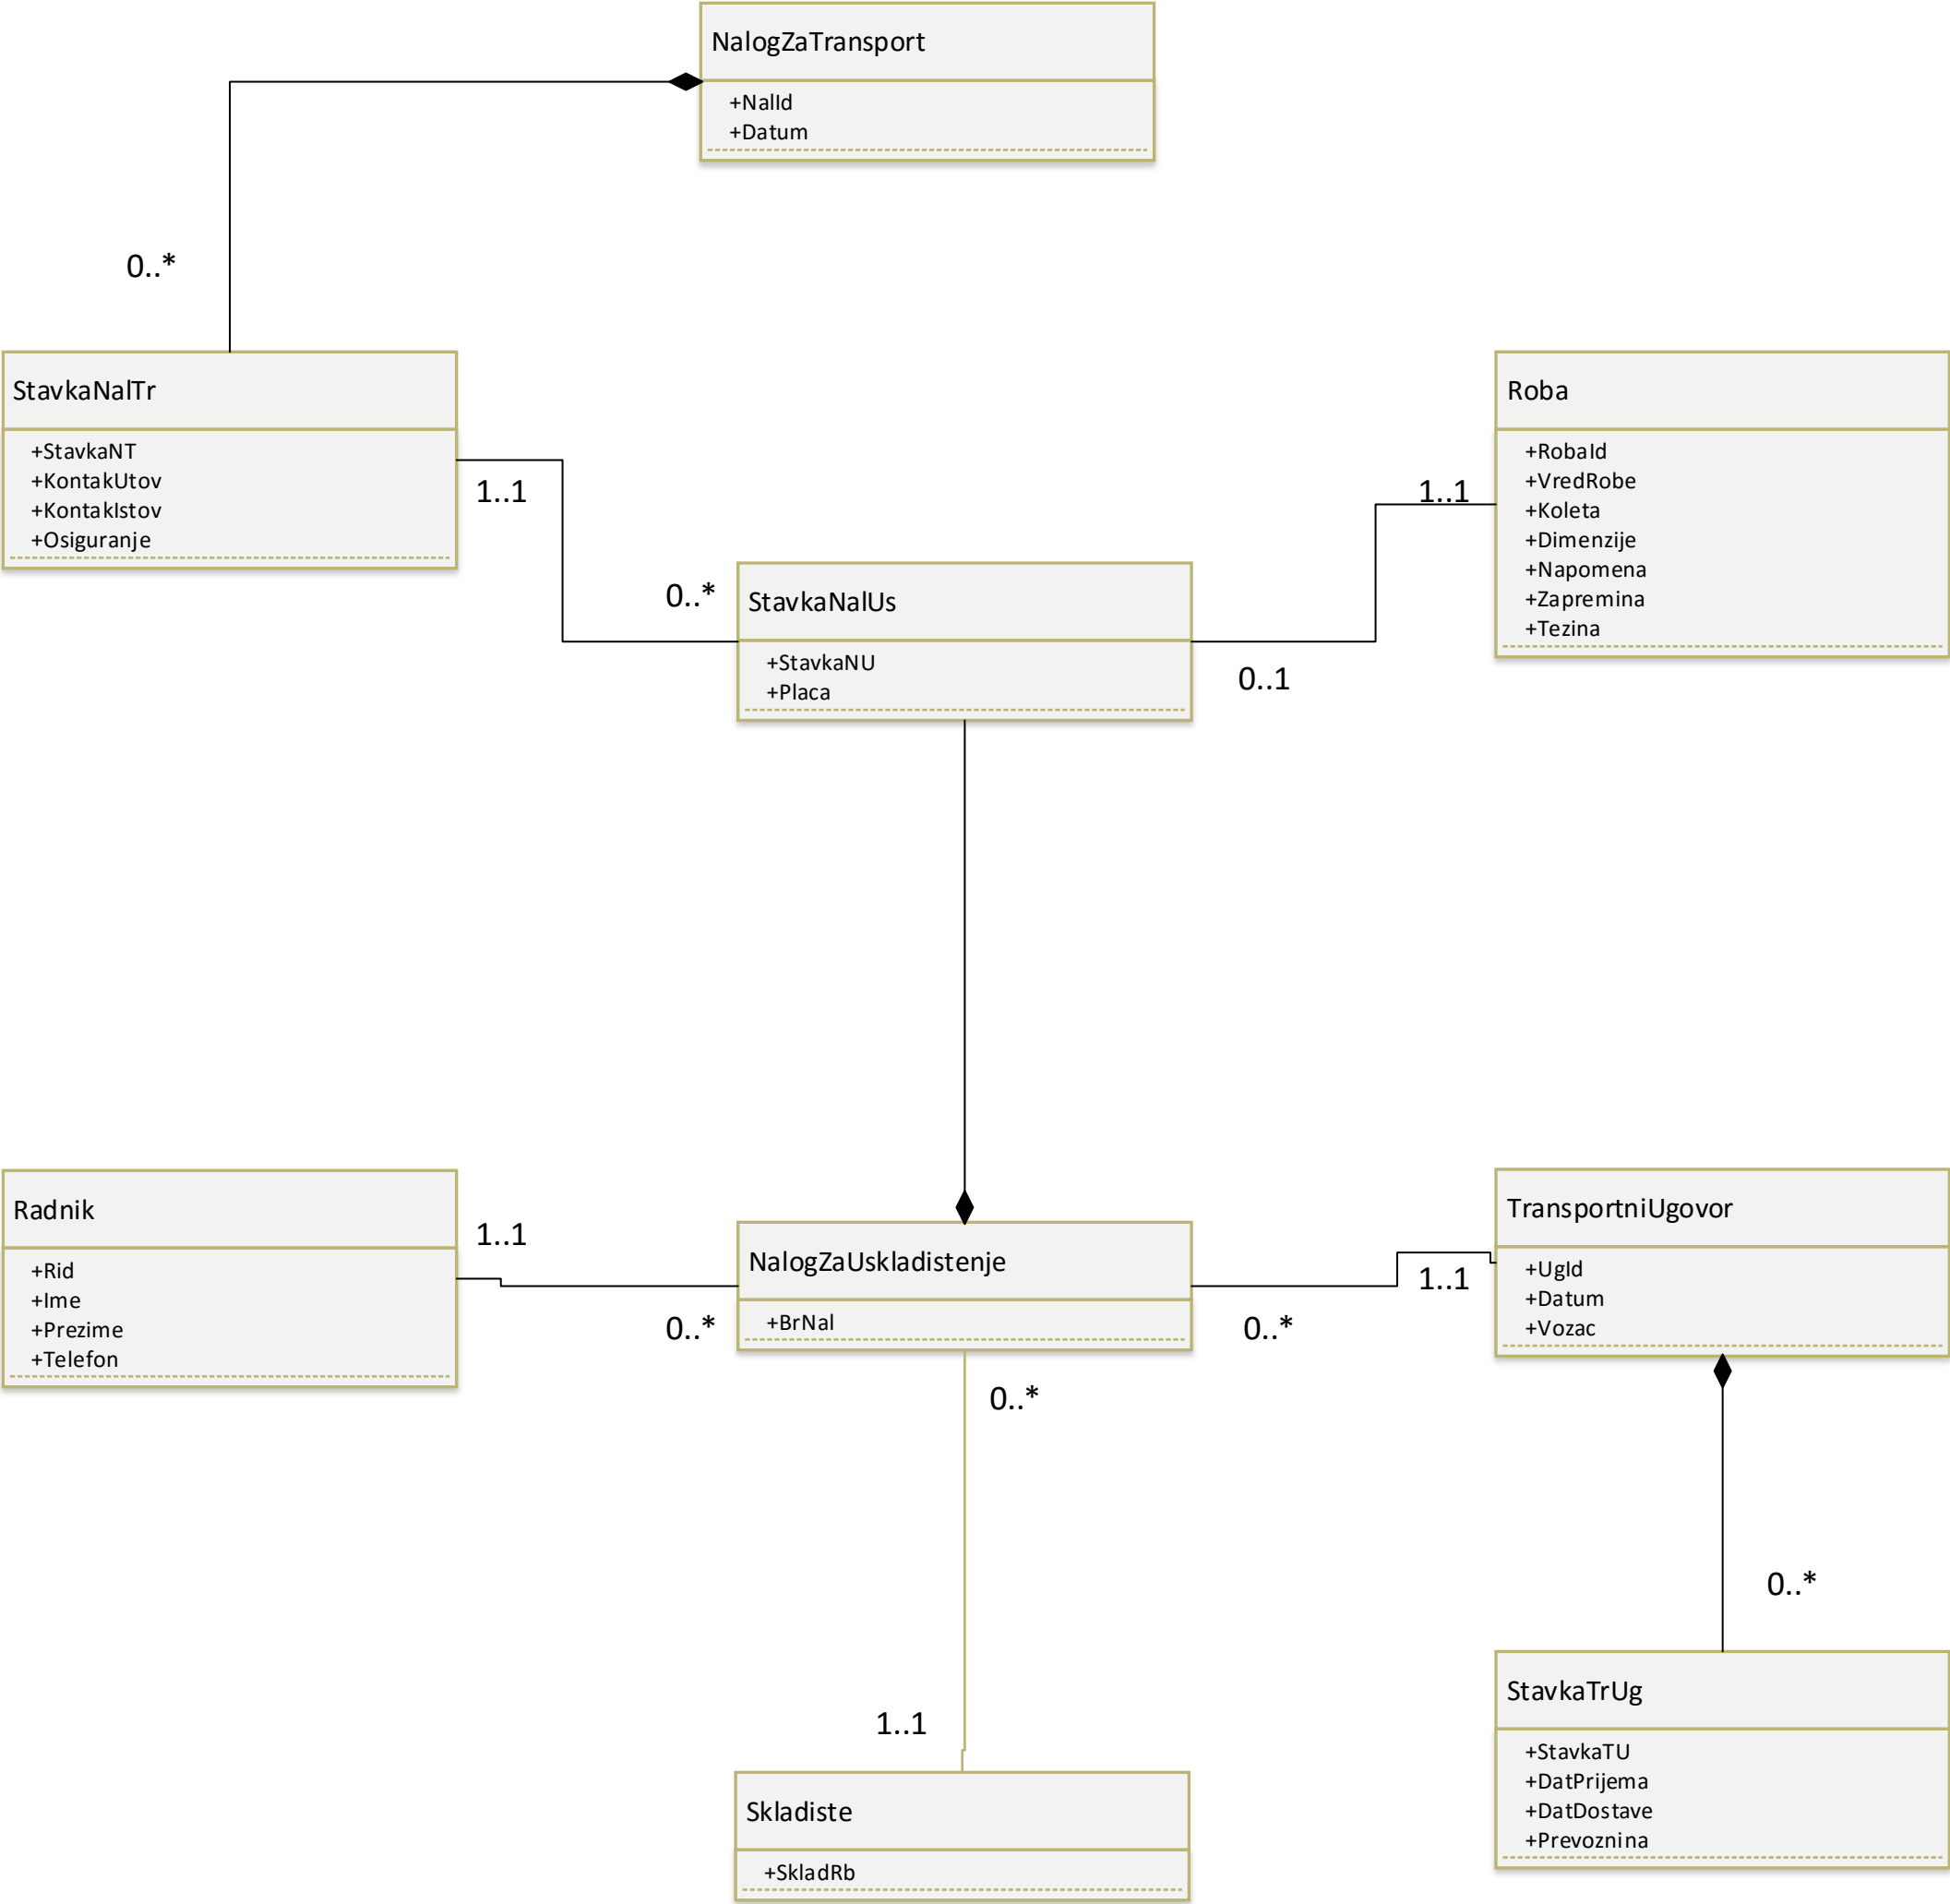 NalogZaTransport
+NalId
+Datum
0..*
StavkaNalTr
+StavkaNT
+KontakUtov
+KontakIstov
+Osiguranje
1..1
Roba
+RobaId
+VredRobe
+Koleta
+Dimenzije
+Napomena
+Zapremina
+Tezina
1..1
0..*
StavkaNalUs
+StavkaNU
+Placa
0..1
Radnik
+Rid
+Ime
+Prezime
+Telefon
1..1
0..*
NalogZaUskladistenje
+BrNal
0..*
1..1
TransportniUgovor
+UgId
+Datum
+Vozac
0..*
0..*
1..1
Skladiste
+SkladRb
StavkaTrUg
+StavkaTU
+DatPrijema
+DatDostave
+Prevoznina